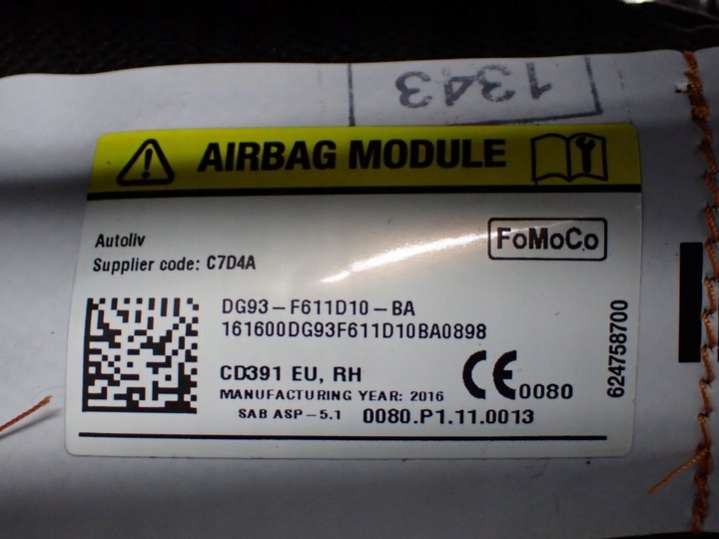 1343
AIRBAG MODULE
Autoliv
Supplier code: C7D4A
FoMoCo
DG93-F611D10-BA
161600DG93F611D10BA0898
CD391 EU, RH
MANUFACTURING YEAR: 2016
SAB ASP-5.1 0080.P1.11.0013
CE 0080
624758700